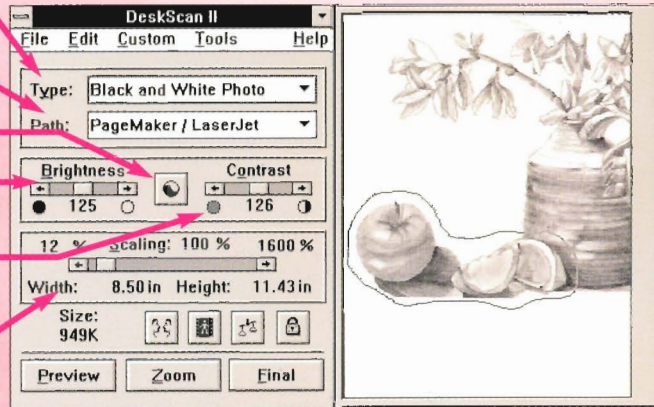 DeskScan II
File Edit Custom Tools Help
Type: Black and White Photo
Path: PageMaker / LaserJet
Brightness Contrast
125 126
12 % Scaling: 100 % 1600 %
Width: 8.50 in Height: 11.43 in
Size:
949K
Preview Zoom Final